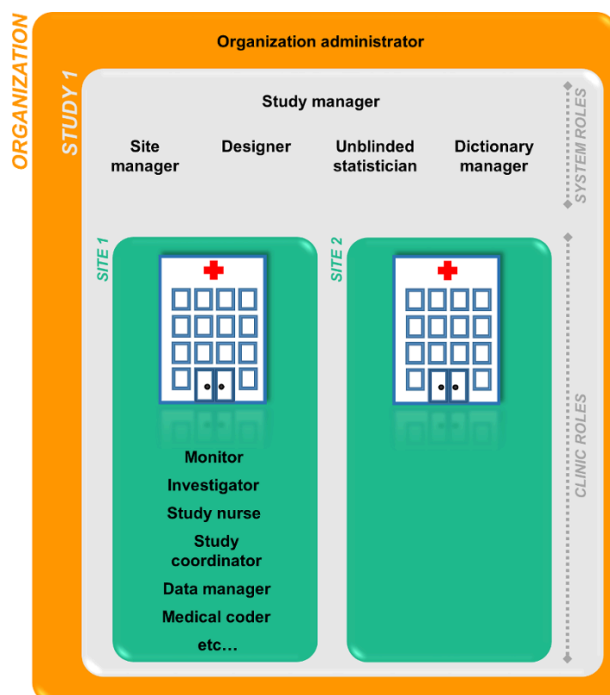 ORGANIZATION
Organization administrator
STUDY 1
Study manager
Site
manager
Designer
Unblinded
statistician
Dictionary
manager
SYSTEM ROLES
SITE 1
SITE 2
Monitor
Investigator
Study nurse
Study
coordinator
Data manager
Medical coder
etc…
CLINIC ROLES